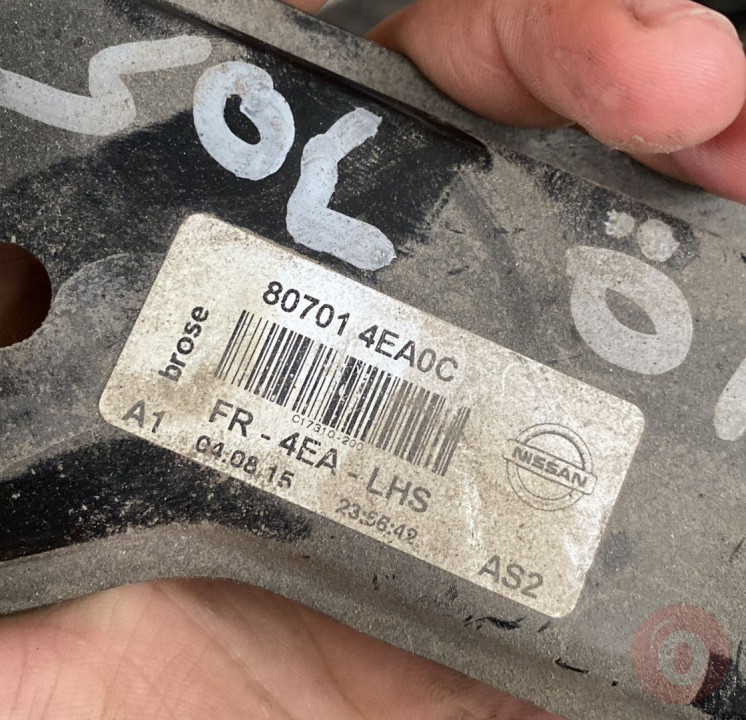 SOL
Ö
80701 4EA0C
brose
C17310-200
FR - 4EA - LHS
A1
04.08.15
23:56:42
NISSAN
AS2